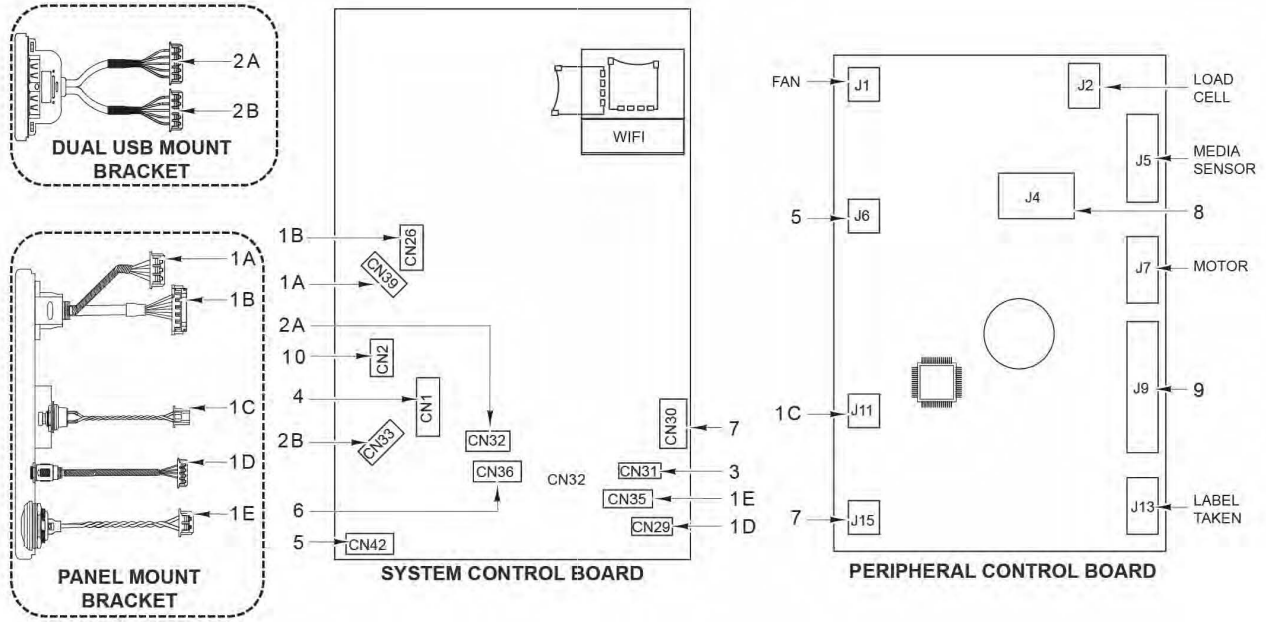 2A
2B
DUAL USB MOUNT
BRACKET
1A
1B
1C
1D
1E
PANEL MOUNT
BRACKET
WIFI
1B
CN26
1A
CN39
2A
10
CN2
4
CN1
2B
CN33
CN32
CN30
7
CN36
CN32
CN31
3
6
CN35
1E
CN29
1D
5
CN42
SYSTEM CONTROL BOARD
FAN
J1
J2
LOAD
CELL
J5
MEDIA
SENSOR
J4
8
5
J6
J7
MOTOR
J9
9
1C
J11
7
J15
J13
LABEL
TAKEN
PERIPHERAL CONTROL BOARD